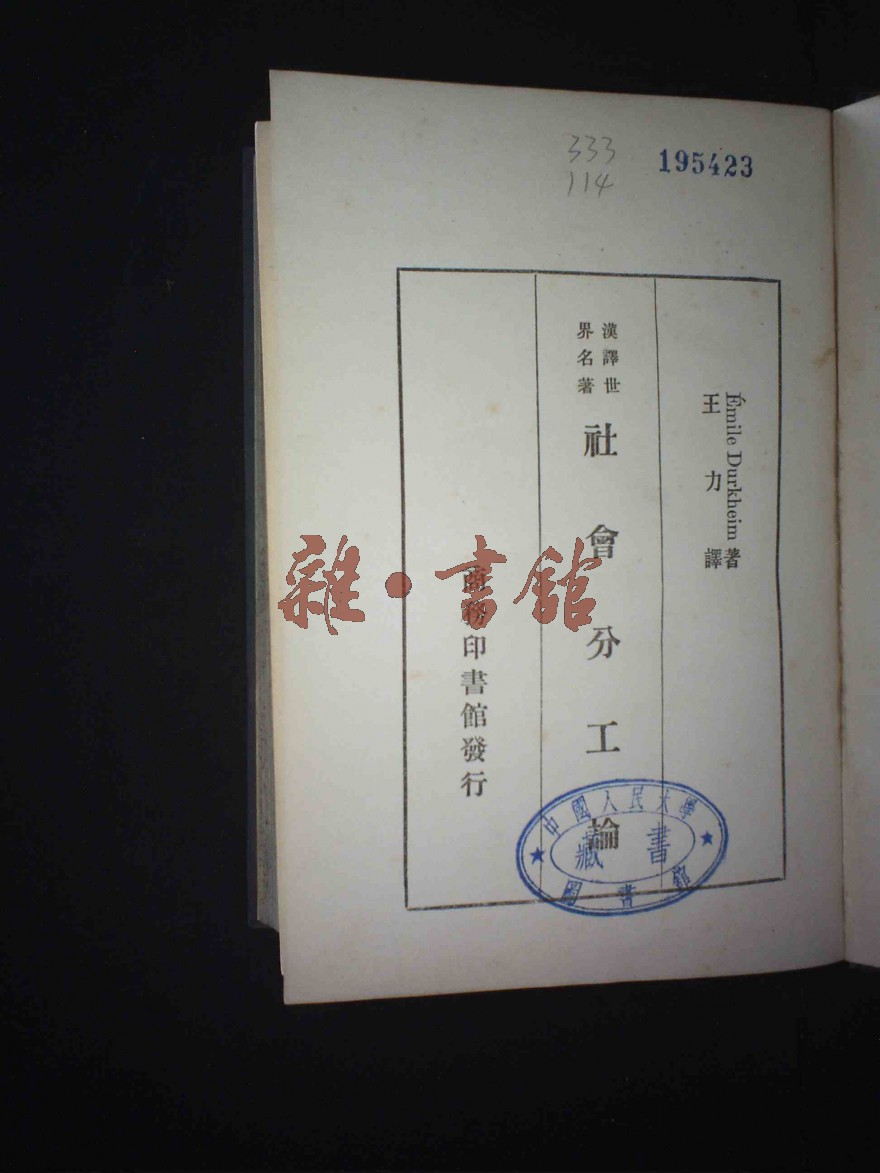 333
114
195423
Émile Durkheim 著
王力譯
漢譯世
界名著
社會分工論
商務印書館發行
中國人民大學
藏書
圖書館
雜·書館